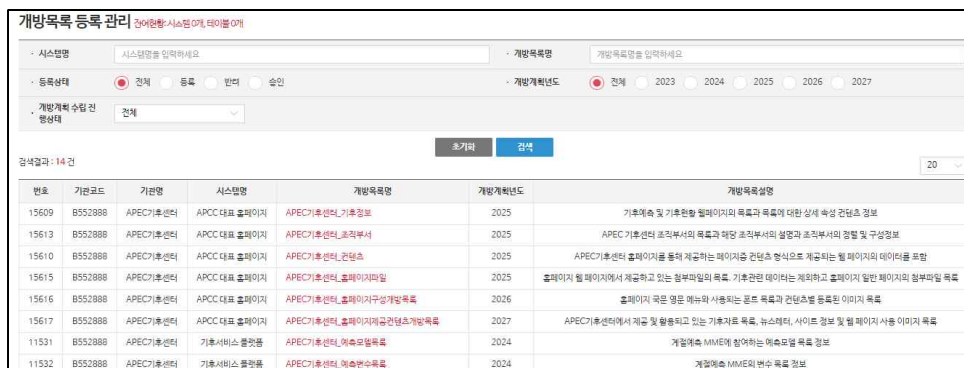 개방목록 등록 관리 잔여현황: 시스템 0개, 테이블 0개
· 시스템명 시스템명을 입력하세요 · 개방목록명 개방목록명을 입력하세요
· 등록상태 전체 등록 반려 승인 · 개방계획년도 전체 2023 2024 2025 2026 2027
· 개방계획 수립 진행상태 전체
초기화 검색
검색결과 : 14 건 20
번호 기관코드 기관명 시스템명 개방목록명 개방계획년도 개방목록설명
15609 B552888 APEC기후센터 APCC 대표 홈페이지 APEC기후센터_기후정보 2025 기후예측 및 기후현황 웹페이지의 목록과 목록에 대한 상세 속성 컨텐츠 정보
15613 B552888 APEC기후센터 APCC 대표 홈페이지 APEC기후센터_조직부서 2025 APEC 기후센터 조직부서의 목록과 해당 조직부서의 설명과 조직부서의 정렬 및 구성정보
15610 B552888 APEC기후센터 APCC 대표 홈페이지 APEC기후센터_컨텐츠 2025 APEC기후센터 홈페이지를 통해 제공하는 페이지중 컨텐츠 형식으로 제공되는 웹 페이지의 데이터를 포함
15615 B552888 APEC기후센터 APCC 대표 홈페이지 APEC기후센터_홈페이지파일 2025 홈페이지 웹 페이지에서 제공하고 있는 첨부파일의 목록. 기후관련 데이터는 제외하고 홈페이지 일반 페이지의 첨부파일 목록
15616 B552888 APEC기후센터 APCC 대표 홈페이지 APEC기후센터_홈페이지구성개방목록 2026 홈페이지 국문 영문 메뉴와 사용되는 폰트 목록과 컨텐츠별 등록된 이미지 목록
15617 B552888 APEC기후센터 APCC 대표 홈페이지 APEC기후센터_홈페이지제공컨텐츠개방목록 2027 APEC기후센터에서 제공 및 활용되고 있는 기후자료 목록, 뉴스레터, 사이트 정보 및 웹 페이지 사용 이미지 목록
11531 B552888 APEC기후센터 기후서비스 플랫폼 APEC기후센터_예측모델목록 2024 계절예측 MME에 참여하는 예측모델 목록 정보
11532 B552888 APEC기후센터 기후서비스 플랫폼 APEC기후센터_예측변수목록 2024 계절예측 MME의 변수 목록 정보